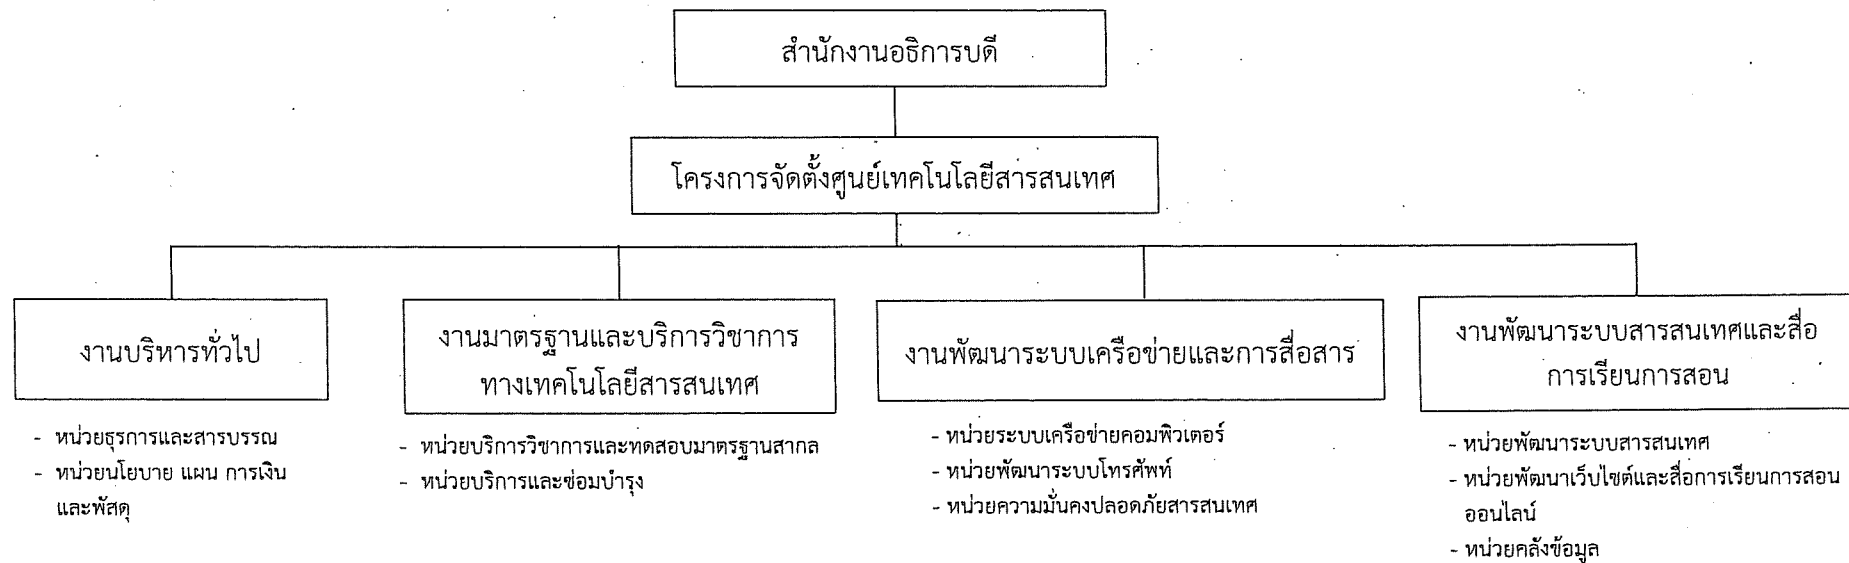 สำนักงานอธิการบดี
โครงการจัดตั้งศูนย์เทคโนโลยีสารสนเทศ
งานบริหารทั่วไป
- หน่วยธุรการและสารบรรณ
- หน่วยนโยบาย แผน การเงิน
และพัสดุ
งานมาตรฐานและบริการวิชาการ
ทางเทคโนโลยีสารสนเทศ
- หน่วยบริการวิชาการและทดสอบมาตรฐานสากล
- หน่วยบริการและซ่อมบำรุง
งานพัฒนาระบบเครือข่ายและการสื่อสาร
- หน่วยระบบเครือข่ายคอมพิวเตอร์
- หน่วยพัฒนาระบบโทรศัพท์
- หน่วยความมั่นคงปลอดภัยสารสนเทศ
งานพัฒนาระบบสารสนเทศและสื่อ
การเรียนการสอน
- หน่วยพัฒนาระบบสารสนเทศ
- หน่วยพัฒนาเว็บไซต์และสื่อการเรียนการสอน
ออนไลน์
- หน่วยคลังข้อมูล